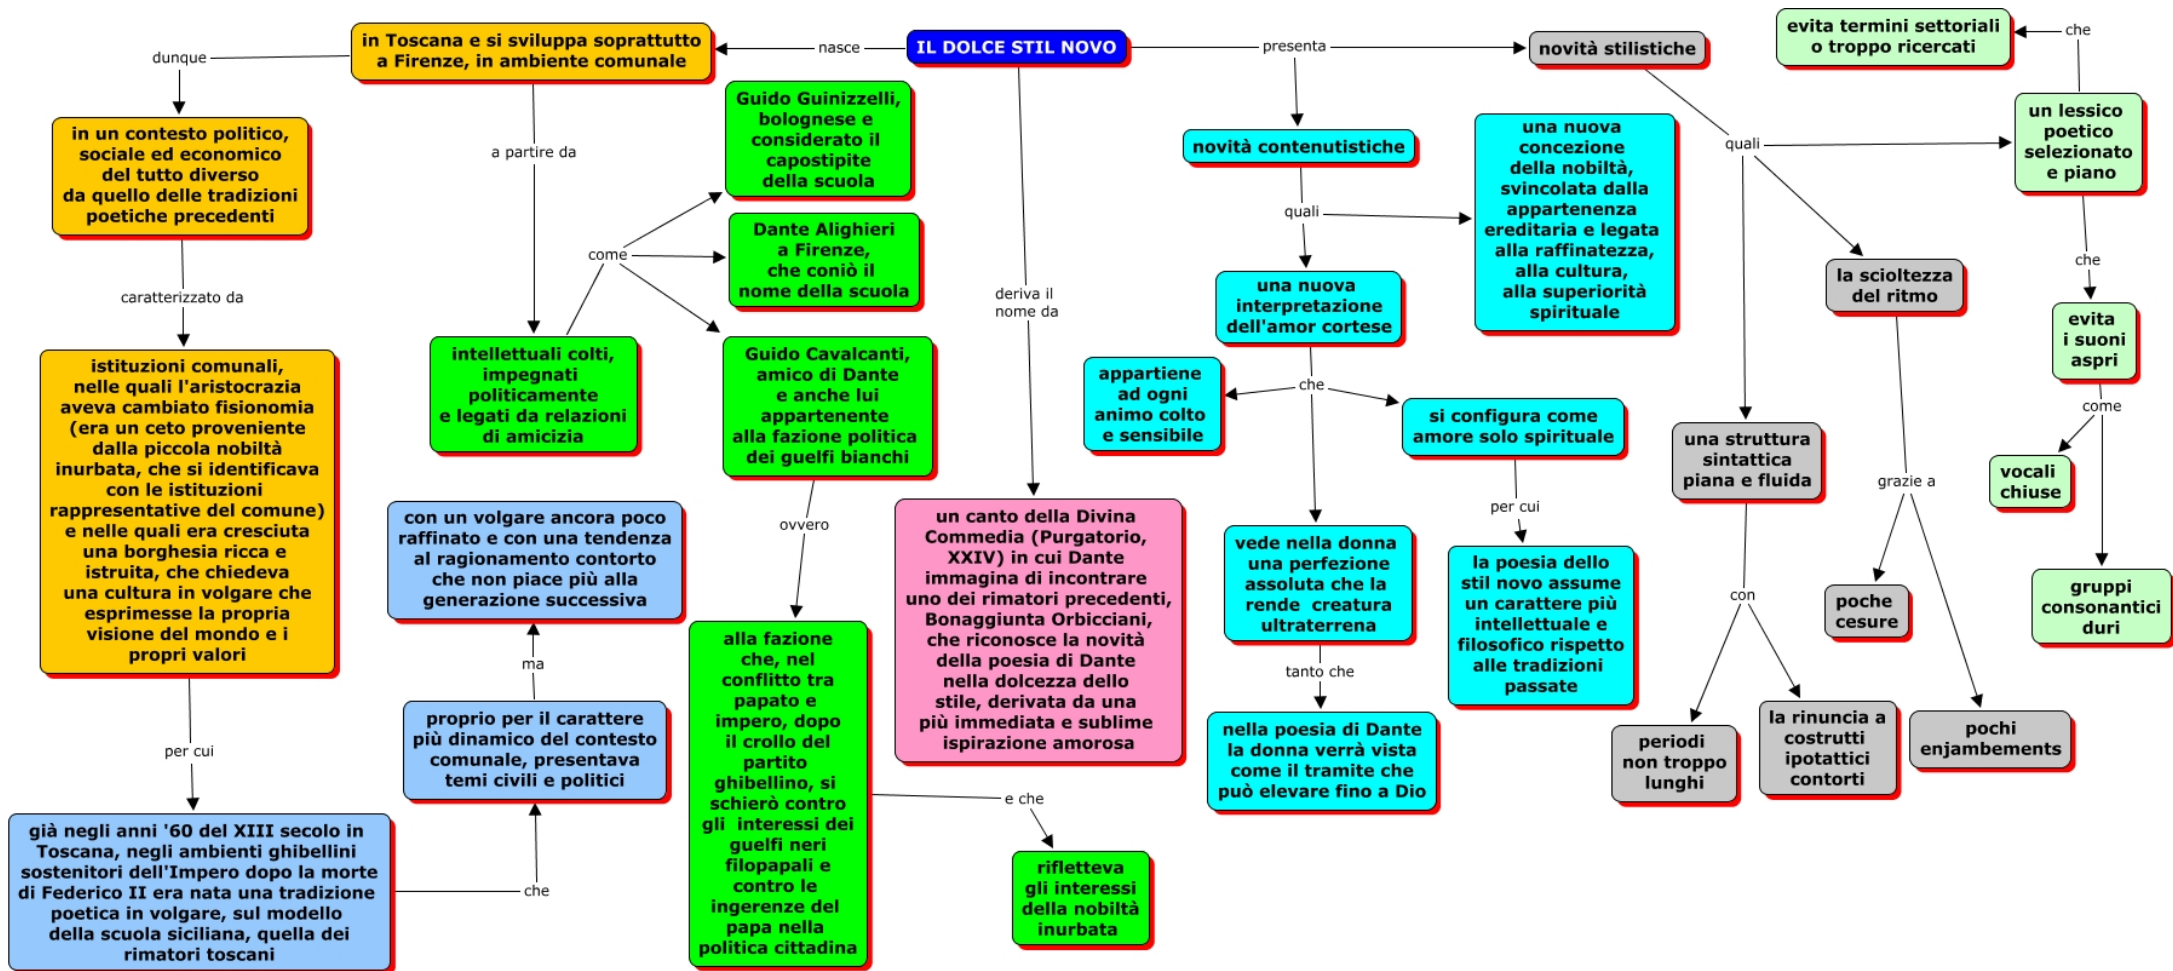 IL DOLCE STIL NOVO
nasce
in Toscana e si sviluppa soprattutto
a Firenze, in ambiente comunale
dunque
in un contesto politico,
sociale ed economico
del tutto diverso
da quello delle tradizioni
poetiche precedenti
caratterizzato da
istituzioni comunali,
nelle quali l'aristocrazia
aveva cambiato fisionomia
(era un ceto proveniente
dalla piccola nobiltà
inurbata, che si identificava
con le istituzioni
rappresentative del comune)
e nelle quali era cresciuta
una borghesia ricca e
istruita, che chiedeva
una cultura in volgare che
esprimesse la propria
visione del mondo e i
propri valori
per cui
già negli anni '60 del XIII secolo in
Toscana, negli ambienti ghibellini
sostenitori dell'Impero dopo la morte
di Federico II era nata una tradizione
poetica in volgare, sul modello
della scuola siciliana, quella dei
rimatori toscani
che
proprio per il carattere
più dinamico del contesto
comunale, presentava
temi civili e politici
ma
con un volgare ancora poco
raffinato e con una tendenza
al ragionamento contorto
che non piace più alla
generazione successiva
a partire da
intellettuali colti,
impegnati
politicamente
e legati da relazioni
di amicizia
come
Guido Guinizzelli,
bolognese e
considerato il
capostipite
della scuola
Dante Alighieri
a Firenze,
che coniò il
nome della scuola
Guido Cavalcanti,
amico di Dante
e anche lui
appartenente
alla fazione politica
dei guelfi bianchi
ovvero
alla fazione
che, nel
conflitto tra
papato e
impero, dopo
il crollo del
partito
ghibellino, si
schierò contro
gli interessi dei
guelfi neri
filopapali e
contro le
ingerenze del
papa nella
politica cittadina
e che
rifletteva
gli interessi
della nobiltà
inurbata
deriva il
nome da
un canto della Divina
Commedia (Purgatorio,
XXIV) in cui Dante
immagina di incontrare
uno dei rimatori precedenti,
Bonaggiunta Orbicciani,
che riconosce la novità
della poesia di Dante
nella dolcezza dello
stile, derivata da una
più immediata e sublime
ispirazione amorosa
presenta
novità contenutistiche
quali
una nuova
concezione
della nobiltà,
svincolata dalla
appartenenza
ereditaria e legata
alla raffinatezza,
alla cultura,
alla superiorità
spirituale
una nuova
interpretazione
dell'amor cortese
che
appartiene
ad ogni
animo colto
e sensibile
si configura come
amore solo spirituale
per cui
la poesia dello
stil novo assume
un carattere più
intellettuale e
filosofico rispetto
alle tradizioni
passate
vede nella donna
una perfezione
assoluta che la
rende creatura
ultraterrena
tanto che
nella poesia di Dante
la donna verrà vista
come il tramite che
può elevare fino a Dio
novità stilistiche
quali
un lessico
poetico
selezionato
e piano
che
evita termini settoriali
o troppo ricercati
che
evita
i suoni
aspri
come
vocali
chiuse
gruppi
consonantici
duri
la scioltezza
del ritmo
grazie a
poche
cesure
pochi
enjambements
una struttura
sintattica
piana e fluida
con
periodi
non troppo
lunghi
la rinuncia a
costrutti
ipotattici
contorti